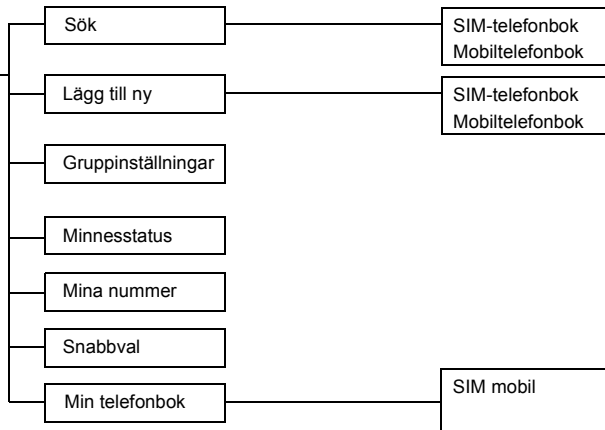 Sök
SIM-telefonbok
Mobiltelefonbok
Lägg till ny
SIM-telefonbok
Mobiltelefonbok
Gruppinställningar
Minnesstatus
Mina nummer
Snabbval
Min telefonbok
SIM mobil